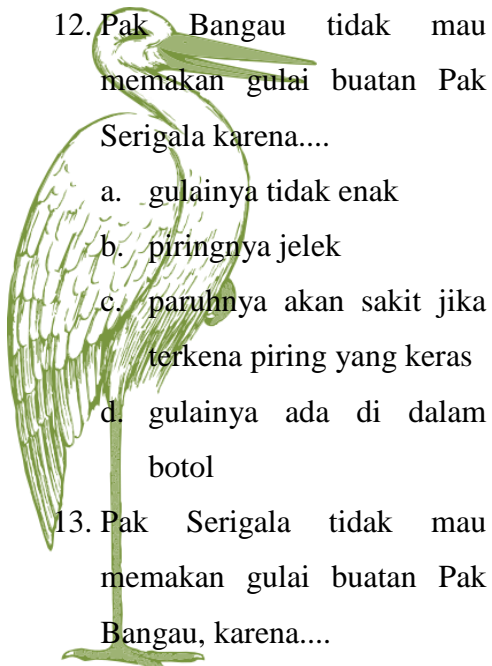 12. Pak Bangau tidak mau
memakan gulai buatan Pak
Serigala karena....
a. gulainya tidak enak
b. piringnya jelek
c. paruhnya akan sakit jika
terkena piring yang keras
d. gulainya ada di dalam
botol
13. Pak Serigala tidak mau
memakan gulai buatan Pak
Bangau, karena....